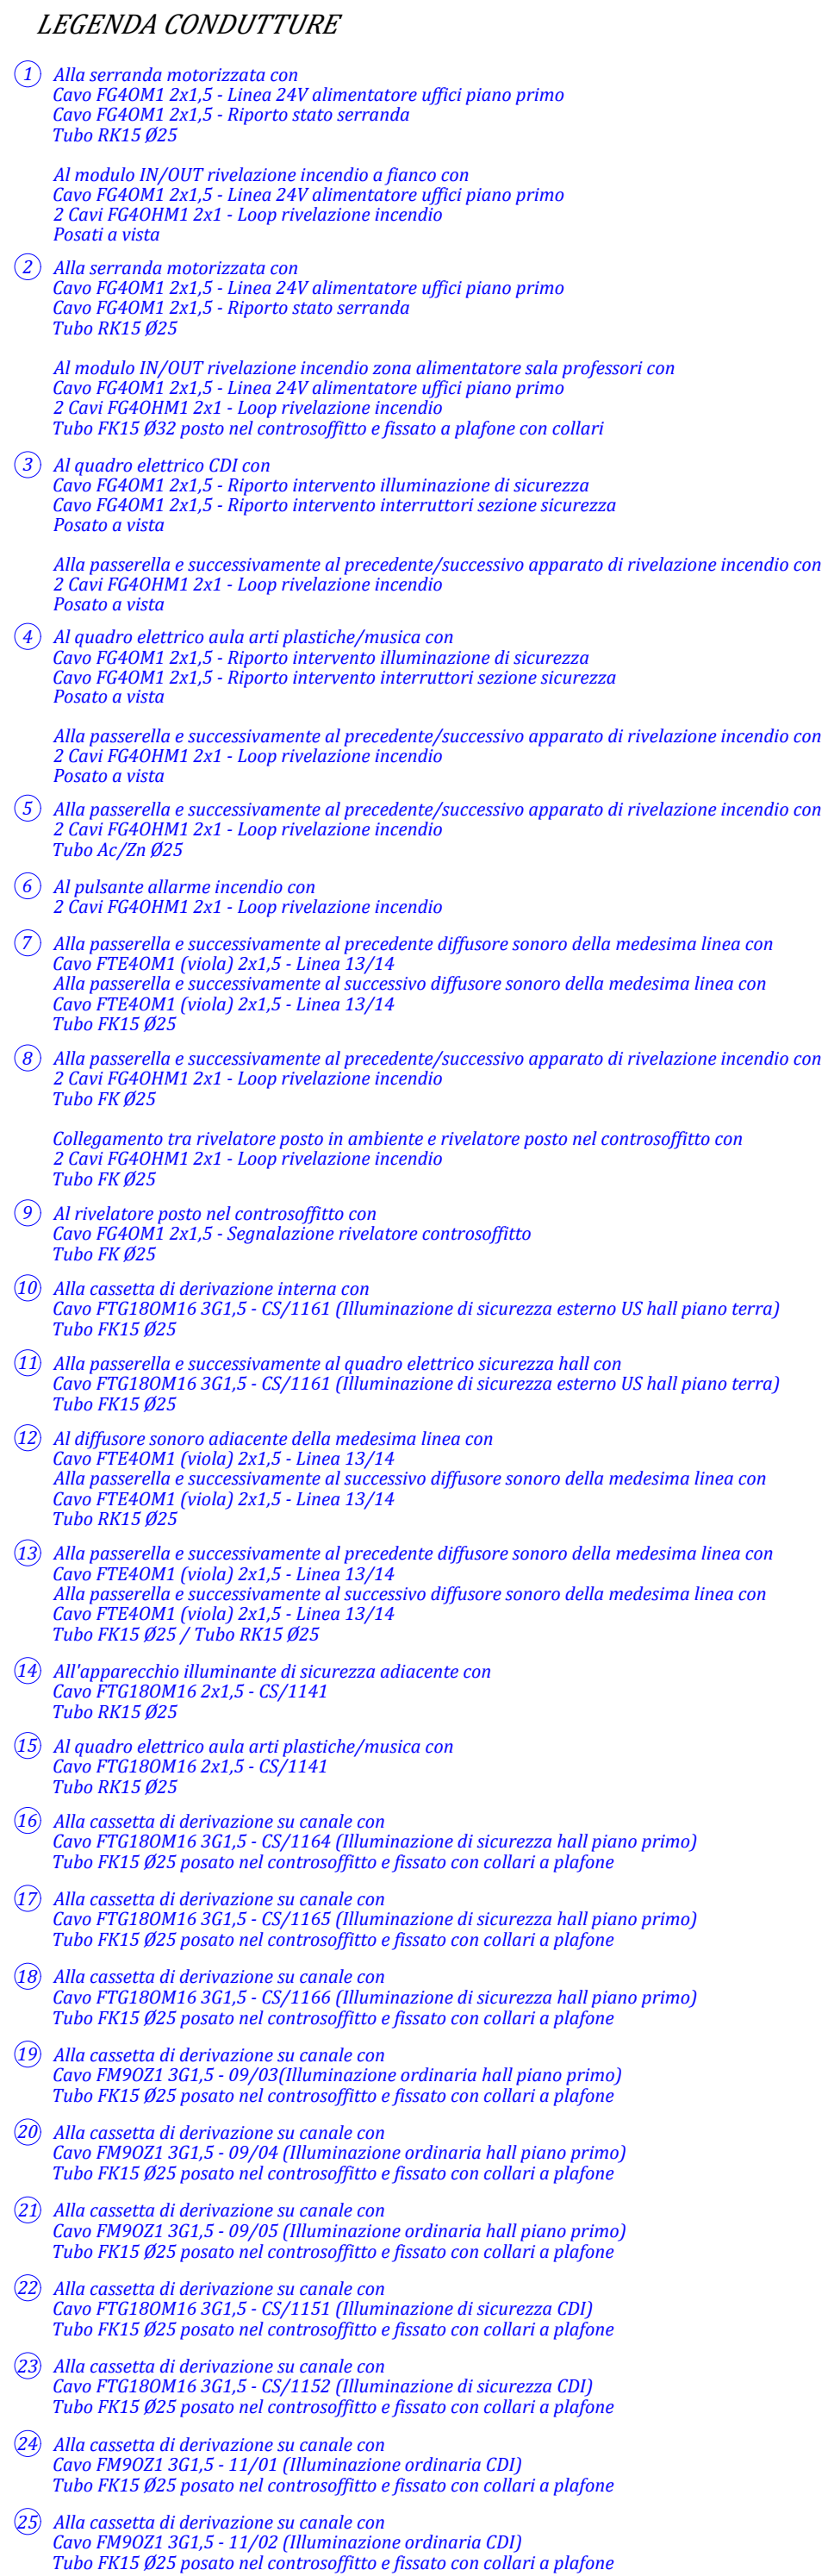 LEGENDA CONDUTTURE
1 Alla serranda motorizzata con
Cavo FG4OM1 2x1,5 - Linea 24V alimentatore uffici piano primo
Cavo FG4OM1 2x1,5 - Riporto stato serranda
Tubo RK15 Ø25
Al modulo IN/OUT rivelazione incendio a fianco con
Cavo FG4OM1 2x1,5 - Linea 24V alimentatore uffici piano primo
2 Cavi FG4OHM1 2x1 - Loop rivelazione incendio
Posati a vista
2 Alla serranda motorizzata con
Cavo FG4OM1 2x1,5 - Linea 24V alimentatore uffici piano primo
Cavo FG4OM1 2x1,5 - Riporto stato serranda
Tubo RK15 Ø25
Al modulo IN/OUT rivelazione incendio zona alimentatore sala professori con
Cavo FG4OM1 2x1,5 - Linea 24V alimentatore uffici piano primo
2 Cavi FG4OHM1 2x1 - Loop rivelazione incendio
Tubo FK15 Ø32 posto nel controsoffitto e fissato a plafone con collari
3 Al quadro elettrico CDI con
Cavo FG4OM1 2x1,5 - Riporto intervento illuminazione di sicurezza
Cavo FG4OM1 2x1,5 - Riporto intervento interruttori sezione sicurezza
Posato a vista
Alla passerella e successivamente al precedente/successivo apparato di rivelazione incendio con
2 Cavi FG4OHM1 2x1 - Loop rivelazione incendio
Posato a vista
4 Al quadro elettrico aula arti plastiche/musica con
Cavo FG4OM1 2x1,5 - Riporto intervento illuminazione di sicurezza
Cavo FG4OM1 2x1,5 - Riporto intervento interruttori sezione sicurezza
Posato a vista
Alla passerella e successivamente al precedente/successivo apparato di rivelazione incendio con
2 Cavi FG4OHM1 2x1 - Loop rivelazione incendio
Posato a vista
5 Alla passerella e successivamente al precedente/successivo apparato di rivelazione incendio con
2 Cavi FG4OHM1 2x1 - Loop rivelazione incendio
Tubo Ac/Zn Ø25
6 Al pulsante allarme incendio con
2 Cavi FG4OHM1 2x1 - Loop rivelazione incendio
7 Alla passerella e successivamente al precedente diffusore sonoro della medesima linea con
Cavo FTE4OM1 (viola) 2x1,5 - Linea 13/14
Alla passerella e successivamente al successivo diffusore sonoro della medesima linea con
Cavo FTE4OM1 (viola) 2x1,5 - Linea 13/14
Tubo FK15 Ø25
8 Alla passerella e successivamente al precedente/successivo apparato di rivelazione incendio con
2 Cavi FG4OHM1 2x1 - Loop rivelazione incendio
Tubo FK Ø25
Collegamento tra rivelatore posto in ambiente e rivelatore posto nel controsoffitto con
2 Cavi FG4OHM1 2x1 - Loop rivelazione incendio
Tubo FK Ø25
9 Al rivelatore posto nel controsoffitto con
Cavo FG4OM1 2x1,5 - Segnalazione rivelatore controsoffitto
Tubo FK Ø25
10 Alla cassetta di derivazione interna con
Cavo FTG18OM16 3G1,5 - CS/1161 (Illuminazione di sicurezza esterno US hall piano terra)
Tubo FK15 Ø25
11 Alla passerella e successivamente al quadro elettrico sicurezza hall con
Cavo FTG18OM16 3G1,5 - CS/1161 (Illuminazione di sicurezza esterno US hall piano terra)
Tubo FK15 Ø25
12 Al diffusore sonoro adiacente della medesima linea con
Cavo FTE4OM1 (viola) 2x1,5 - Linea 13/14
Alla passerella e successivamente al successivo diffusore sonoro della medesima linea con
Cavo FTE4OM1 (viola) 2x1,5 - Linea 13/14
Tubo RK15 Ø25
13 Alla passerella e successivamente al precedente diffusore sonoro della medesima linea con
Cavo FTE4OM1 (viola) 2x1,5 - Linea 13/14
Alla passerella e successivamente al successivo diffusore sonoro della medesima linea con
Cavo FTE4OM1 (viola) 2x1,5 - Linea 13/14
Tubo FK15 Ø25 / Tubo RK15 Ø25
14 All'apparecchio illuminante di sicurezza adiacente con
Cavo FTG18OM16 2x1,5 - CS/1141
Tubo RK15 Ø25
15 Al quadro elettrico aula arti plastiche/musica con
Cavo FTG18OM16 2x1,5 - CS/1141
Tubo RK15 Ø25
16 Alla cassetta di derivazione su canale con
Cavo FTG18OM16 3G1,5 - CS/1164 (Illuminazione di sicurezza hall piano primo)
Tubo FK15 Ø25 posato nel controsoffitto e fissato con collari a plafone
17 Alla cassetta di derivazione su canale con
Cavo FTG18OM16 3G1,5 - CS/1165 (Illuminazione di sicurezza hall piano primo)
Tubo FK15 Ø25 posato nel controsoffitto e fissato con collari a plafone
18 Alla cassetta di derivazione su canale con
Cavo FTG18OM16 3G1,5 - CS/1166 (Illuminazione di sicurezza hall piano primo)
Tubo FK15 Ø25 posato nel controsoffitto e fissato con collari a plafone
19 Alla cassetta di derivazione su canale con
Cavo FM9OZ1 3G1,5 - 09/03(Illuminazione ordinaria hall piano primo)
Tubo FK15 Ø25 posato nel controsoffitto e fissato con collari a plafone
20 Alla cassetta di derivazione su canale con
Cavo FM9OZ1 3G1,5 - 09/04 (Illuminazione ordinaria hall piano primo)
Tubo FK15 Ø25 posato nel controsoffitto e fissato con collari a plafone
21 Alla cassetta di derivazione su canale con
Cavo FM9OZ1 3G1,5 - 09/05 (Illuminazione ordinaria hall piano primo)
Tubo FK15 Ø25 posato nel controsoffitto e fissato con collari a plafone
22 Alla cassetta di derivazione su canale con
Cavo FTG18OM16 3G1,5 - CS/1151 (Illuminazione di sicurezza CDI)
Tubo FK15 Ø25 posato nel controsoffitto e fissato con collari a plafone
23 Alla cassetta di derivazione su canale con
Cavo FTG18OM16 3G1,5 - CS/1152 (Illuminazione di sicurezza CDI)
Tubo FK15 Ø25 posato nel controsoffitto e fissato con collari a plafone
24 Alla cassetta di derivazione su canale con
Cavo FM9OZ1 3G1,5 - 11/01 (Illuminazione ordinaria CDI)
Tubo FK15 Ø25 posato nel controsoffitto e fissato con collari a plafone
25 Alla cassetta di derivazione su canale con
Cavo FM9OZ1 3G1,5 - 11/02 (Illuminazione ordinaria CDI)
Tubo FK15 Ø25 posato nel controsoffitto e fissato con collari a plafone